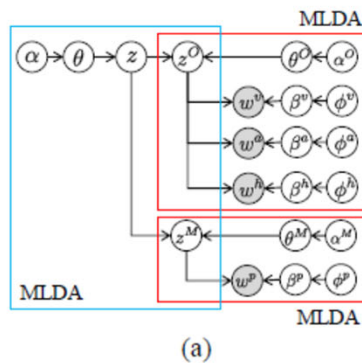 MLDA
α θ z z^O θ^O α^O
w^v β^v ϕ^v
w^a β^a ϕ^a
w^h β^h ϕ^h
z^M θ^M α^M
w^p β^p ϕ^p
MLDA
MLDA
(a)